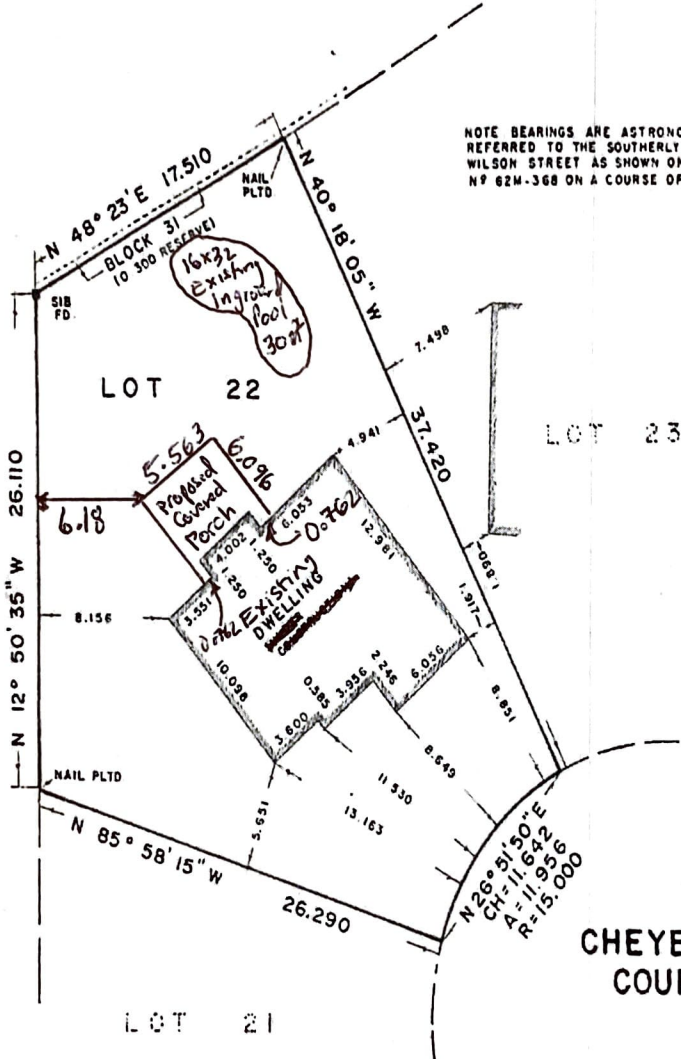 NOTE BEARINGS ARE ASTRONO
REFERRED TO THE SOUTHERLY
WILSON STREET AS SHOWN ON
Nº 62M-368 ON A COURSE OF
N 48° 23' E 17.510
NAIL
PLTD.
BLOCK 31
(0.300 RESERVE)
SIB
FD.
16x32
Existing
Inground
Pool
N 40° 18' 05" W
37.420
7.498
LOT 22
LOT 23
26.110
N 12° 50' 35" W
5.563
6.096
6.18
Proposed
Covered
Porch
4.941
6.053
0.762
12.981
4.002
1.250
1.250
3.551
0.762
Existing
DWELLING
8.156
10.098
1.890
1.917
2.246
6.056
3.956
0.585
3.600
8.851
8.649
11.530
13.163
5.651
NAIL PLTD
N 85° 58' 15" W
26.290
N 26° 51' 50" E
CH = 11.642
A = 11.956
R = 15.000
CHEYE
COU
LOT 21